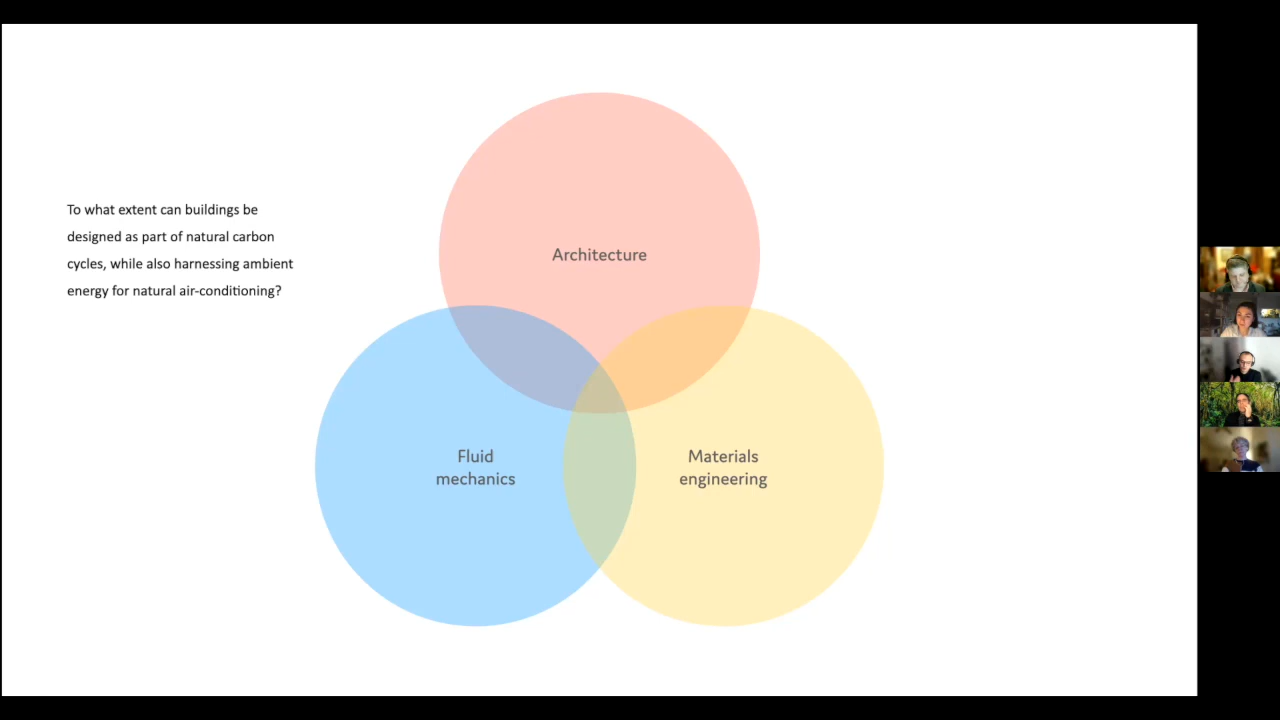 To what extent can buildings be
designed as part of natural carbon
cycles, while also harnessing ambient
energy for natural air-conditioning?
Architecture
Fluid
mechanics
Materials
engineering